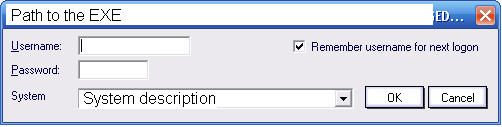 Path to the EXE ...
Username:
Remember username for next logon
Password:
System
System description
OK
Cancel